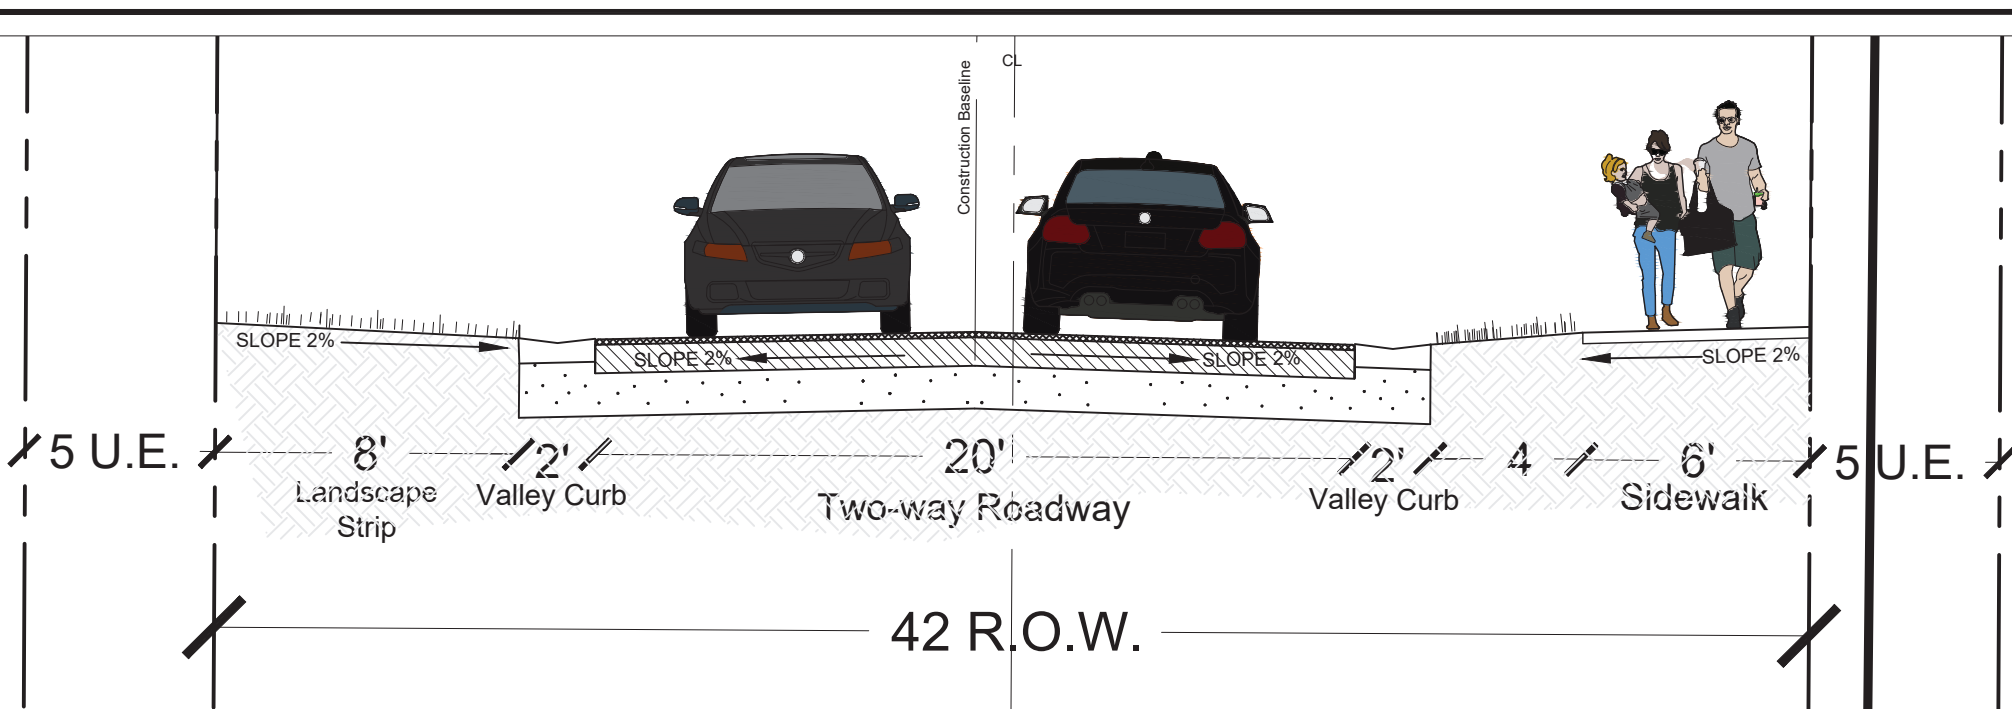 CL
Construction Baseline
SLOPE 2%
SLOPE 2%
SLOPE 2%
SLOPE 2%
5 U.E.
8'
2'
20'
2'
4
6'
5 U.E.
Landscape
Strip
Valley Curb
Two-way Roadway
Valley Curb
Sidewalk
42 R.O.W.